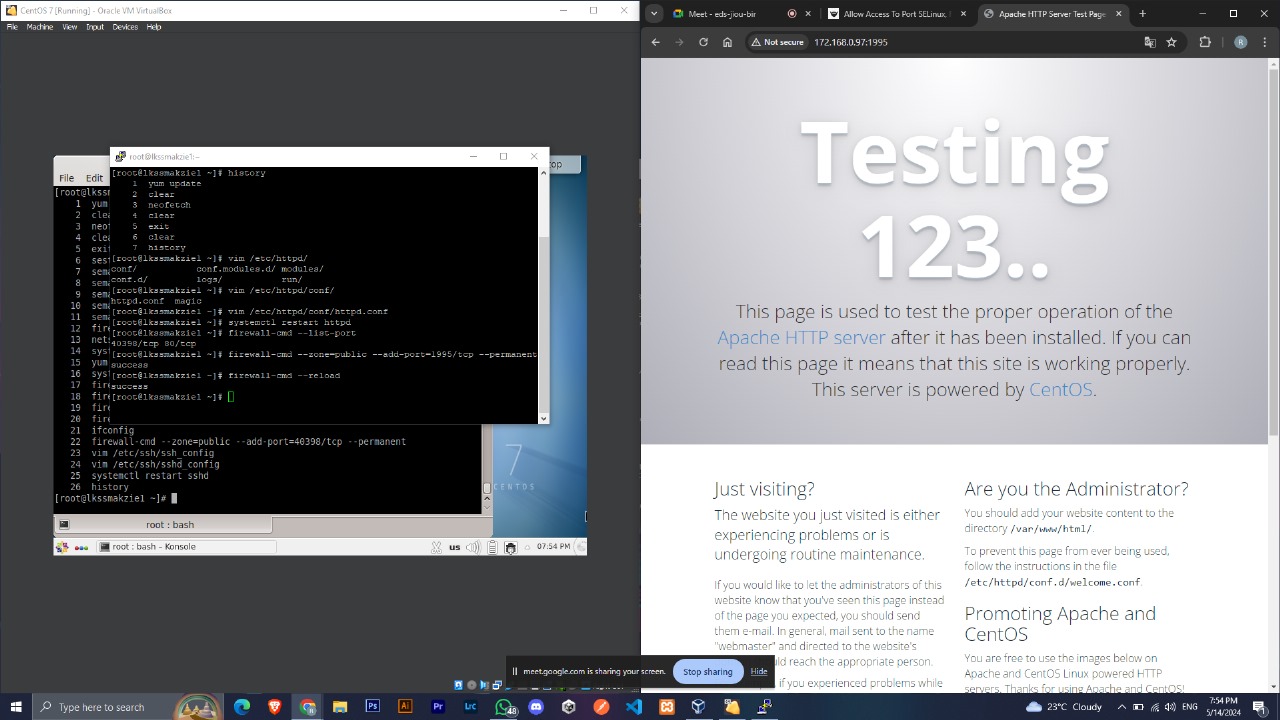 CentOS 7 [Running] - Oracle VM VirtualBox
File Machine View Input Devices Help
root@lkssmakzie1:~
[root@lkssmakzie1 ~]# history
1 yum update
2 clear
3 neofetch
4 clear
5 exit
6 clear
7 history
[root@lkssmakzie1 ~]# vim /etc/httpd/
conf/ conf.modules.d/ modules/
conf.d/ logs/ run/
[root@lkssmakzie1 ~]# vim /etc/httpd/conf/
httpd.conf magic
[root@lkssmakzie1 ~]# vim /etc/httpd/conf/httpd.conf
[root@lkssmakzie1 ~]# systemctl restart httpd
[root@lkssmakzie1 ~]# firewall-cmd --list-port
40398/tcp 80/tcp
[root@lkssmakzie1 ~]# firewall-cmd --zone=public --add-port=1995/tcp --permanent
success
[root@lkssmakzie1 ~]# firewall-cmd --reload
success
[root@lkssmakzie1 ~]#
File Edit
[root@lkss
1 yum
2 clea
3 neo
4 clea
5 exi
6 ses
7 sema
8 sema
9 sema
10 sema
11 sema
12 fire
13 net
14 sys
15 yum
16 sys
17 fire
18 fire
19 fire
20 fire
21 ifconfig
22 firewall-cmd --zone=public --add-port=40398/tcp --permanent
23 vim /etc/ssh/ssh_config
24 vim /etc/ssh/sshd_config
25 systemctl restart sshd
26 history
[root@lkssmakzie1 ~]#
7
CENTOS
root : bash
root : bash - Konsole
us
07:54 PM
Meet
Allow Access To Port SELinux
Apache HTTP Server Test Page
Not secure 172.168.0.97:1995
R
Testing
123..
This page is used to test the proper operation of the
Apache HTTP server after it has been installed. If you can
read this page it means that this site is working properly.
This server is powered by CentOS.
Just visiting?
The website you just visited is either
experiencing problems or is
undergoing routine maintenance.
If you would like to let the administrators of this
website know that you've seen this page instead
of the page you expected, you should send
them e-mail. In general, mail sent to the name
"webmaster" and directed to the website's
reach the appropriate person.
if you experienced problems while
Are you the Administrator?
You should add your website content to the
directory /var/www/html/.
To prevent this page from ever being used,
follow the instructions in the file
/etc/httpd/conf.d/welcome.conf.
Promoting Apache and
CentOS
You are free to use the images below on
Apache and CentOS Linux powered HTTP
servers. Thanks for using Apache and CentOS!
meet.google.com is sharing your screen. Stop sharing Hide
Type here to search
Ps
Ai
Pr
Lrc
48
23°C Cloudy
7:54 PM
5/14/2024